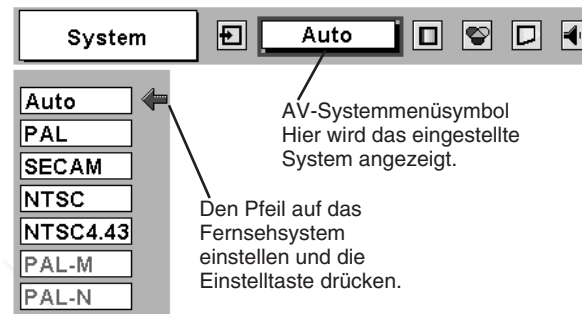 System
Auto
AV-Systemmenüsymbol
Hier wird das eingestellte
System angezeigt.
Auto
PAL
SECAM
NTSC
NTSC4.43
PAL-M
PAL-N
Den Pfeil auf das
Fernsehsystem
einstellen und die
Einstelltaste drücken.